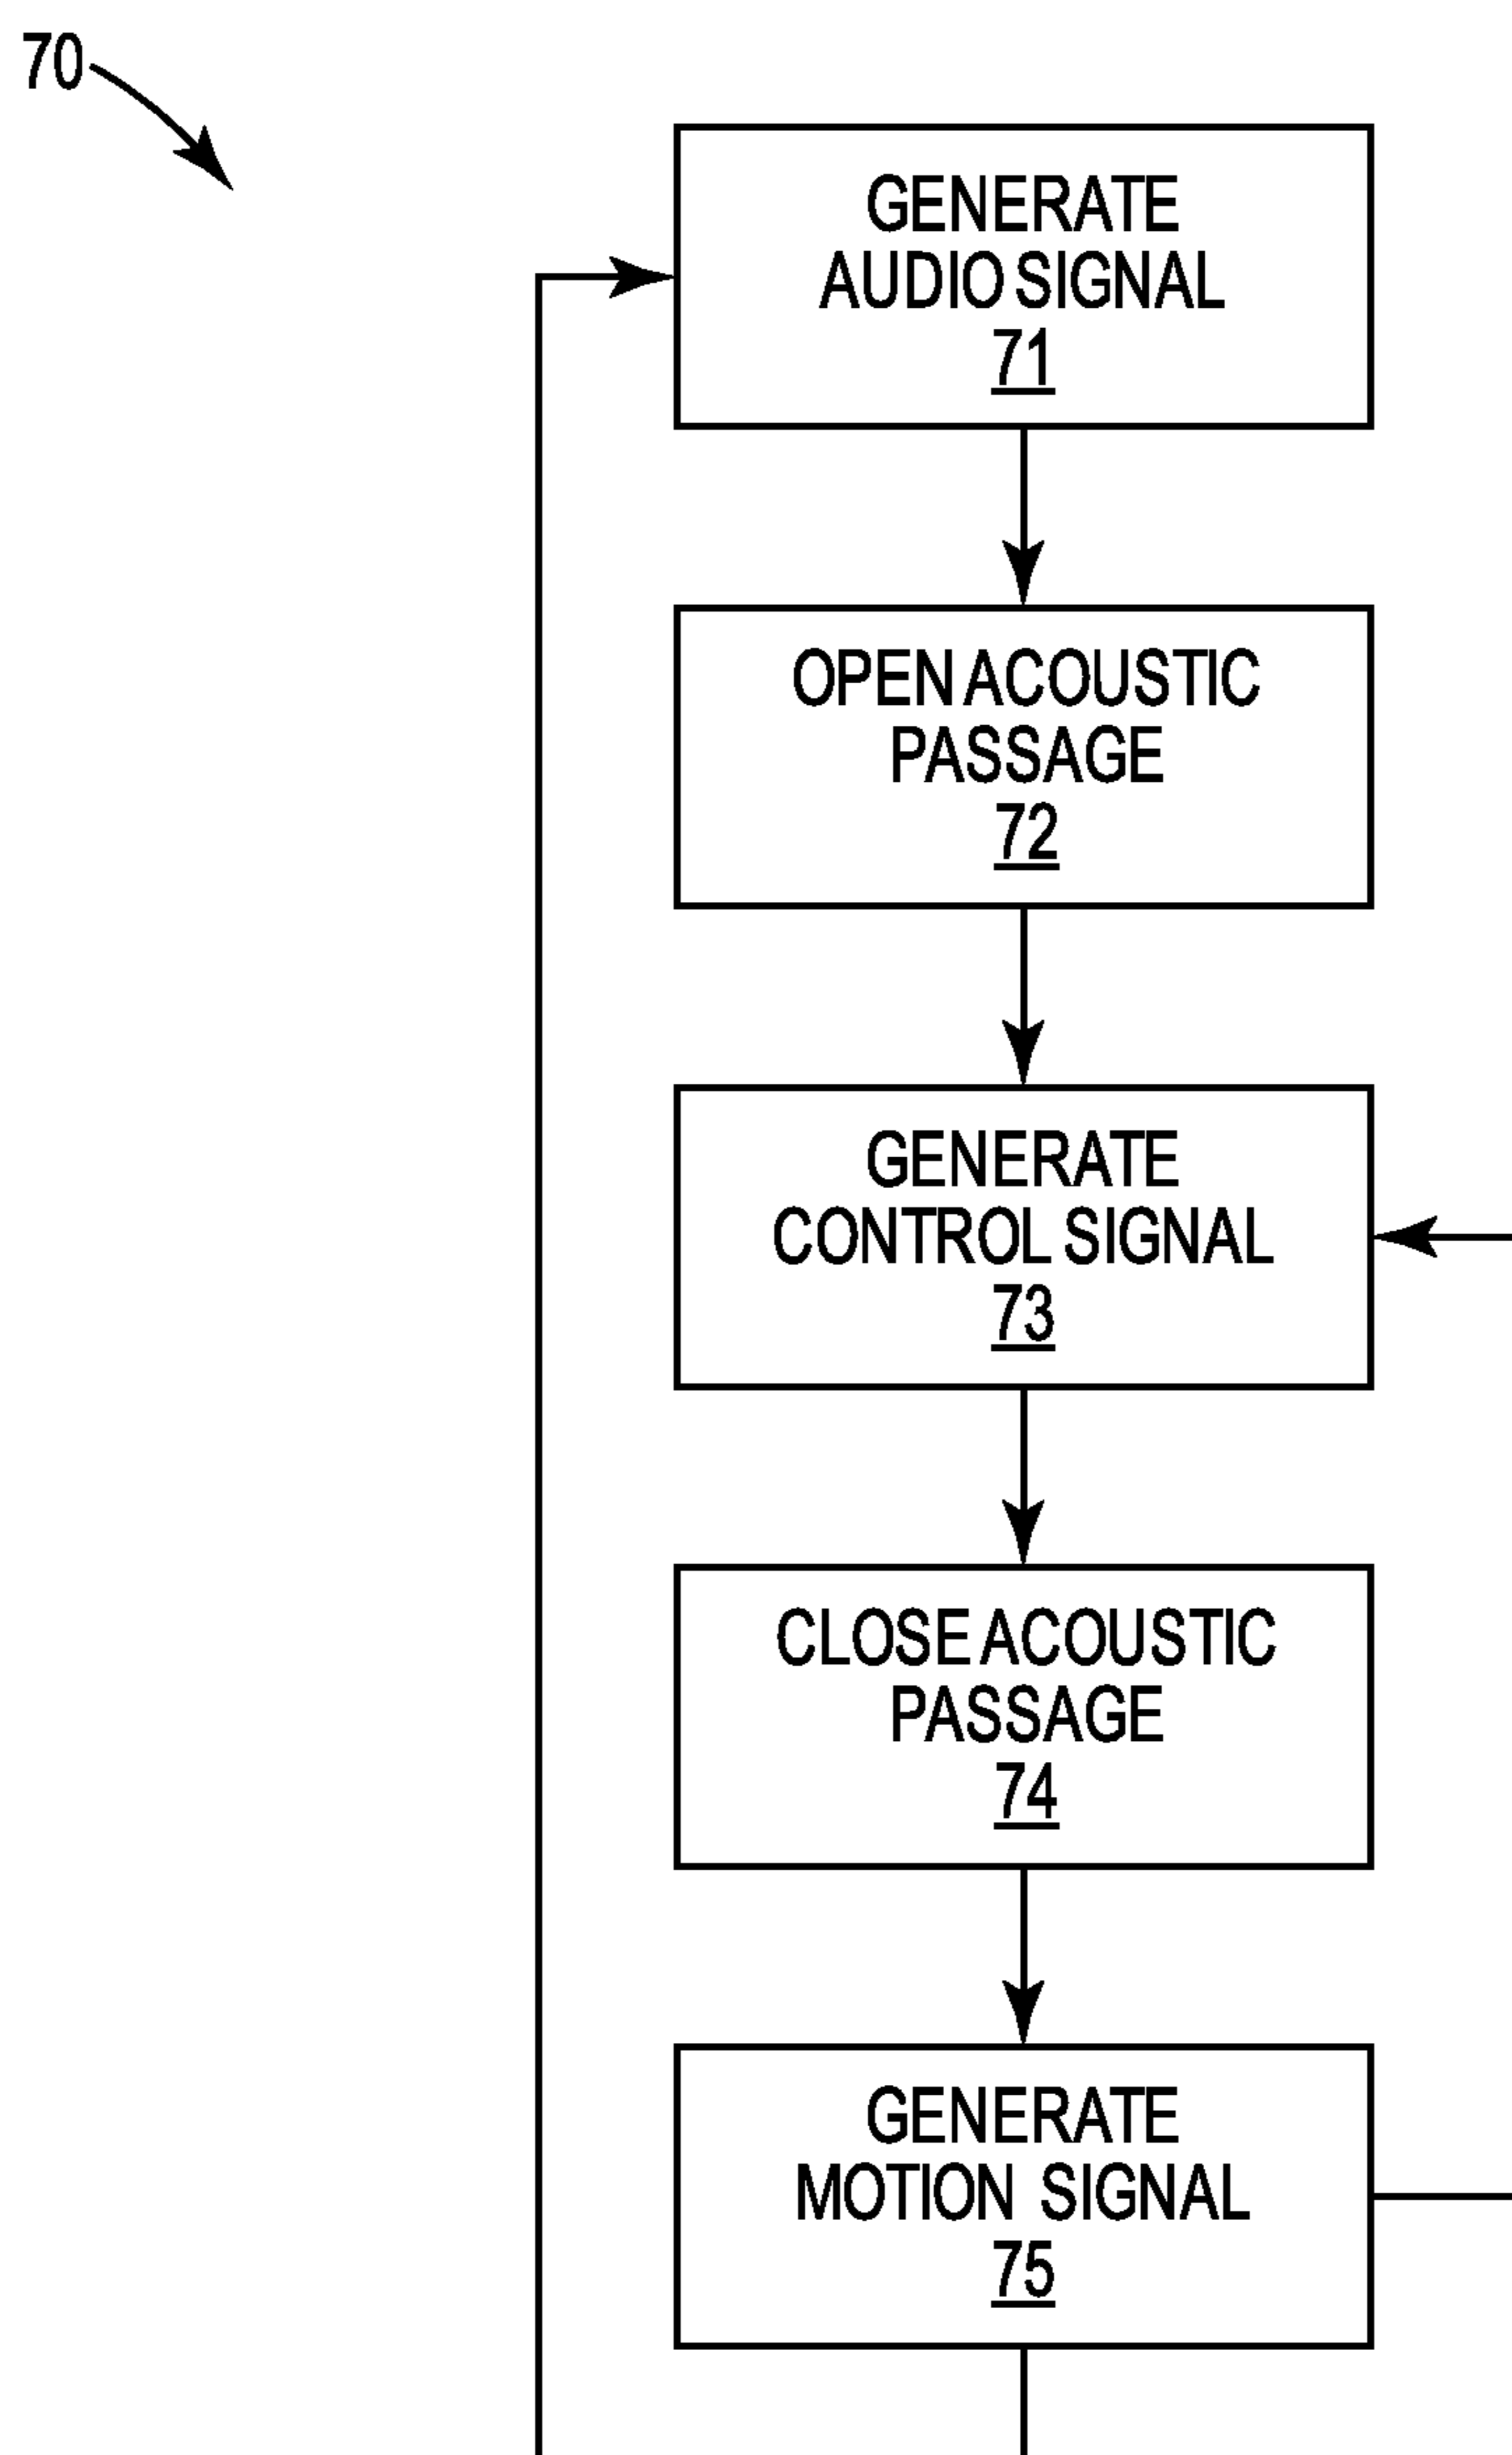 70
GENERATE
AUDIO SIGNAL
71
OPEN ACOUSTIC
PASSAGE
72
GENERATE
CONTROL SIGNAL
73
CLOSE ACOUSTIC
PASSAGE
74
GENERATE
MOTION SIGNAL
75